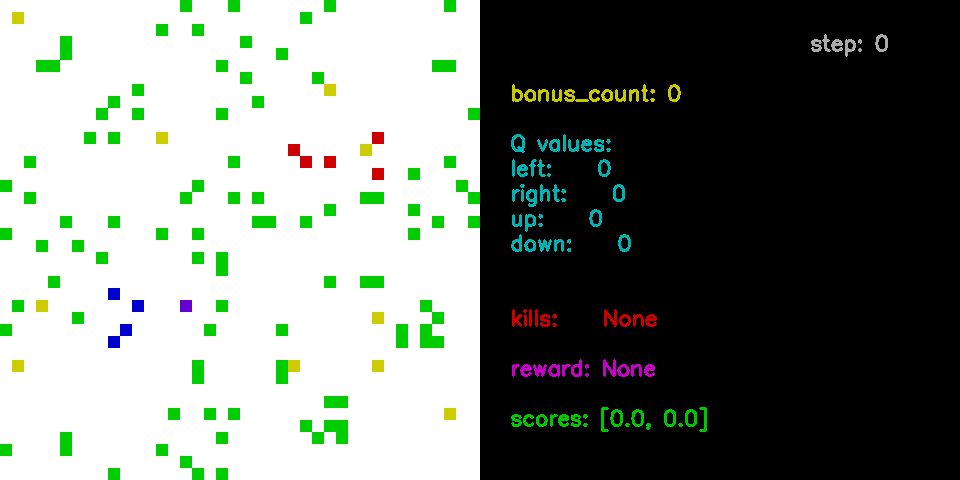 step: 0
bonus_count: 0
Q values:
left: 0
right: 0
up: 0
down: 0
kills: None
reward: None
scores: [0.0, 0.0]